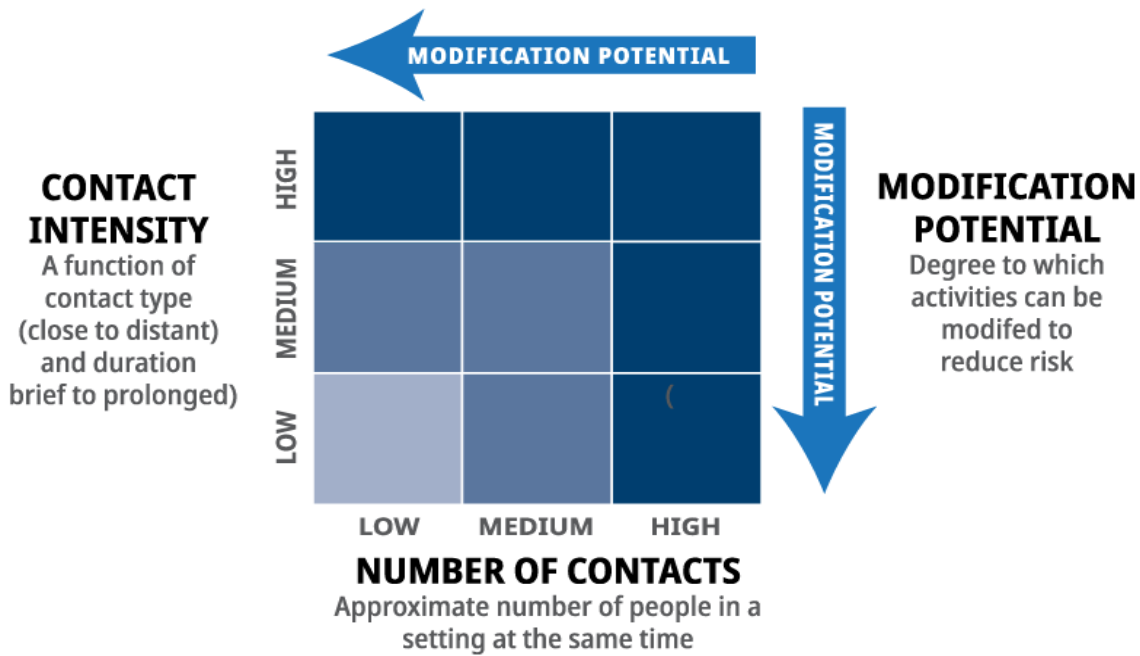 MODIFICATION POTENTIAL
CONTACT
INTENSITY
A function of
contact type
(close to distant)
and duration
brief to prolonged)
HIGH
MEDIUM
LOW
(
MODIFICATION POTENTIAL
MODIFICATION
POTENTIAL
Degree to which
activities can be
modifed to
reduce risk
LOW MEDIUM HIGH
NUMBER OF CONTACTS
Approximate number of people in a
setting at the same time